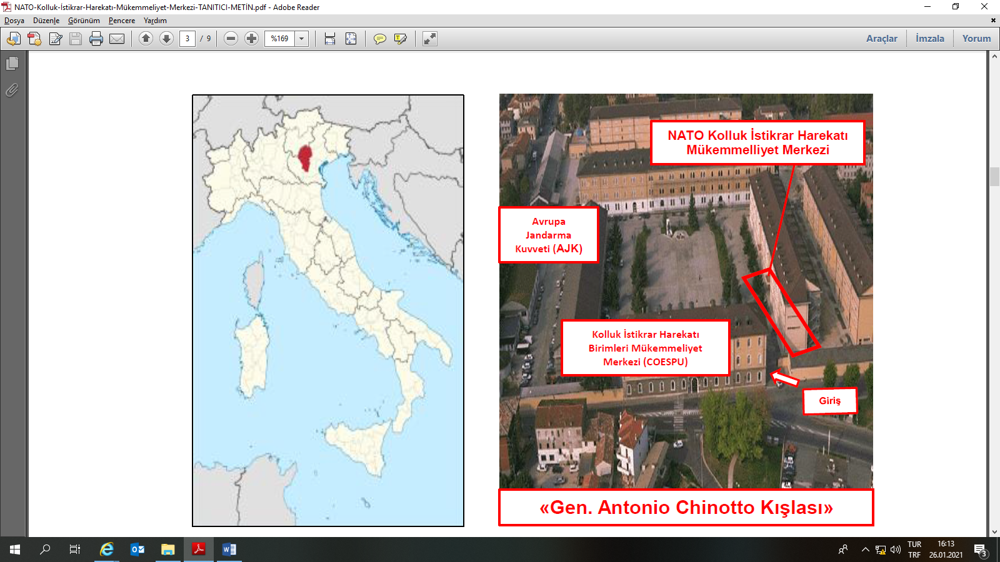 NATO-Kolluk-İstikrar-Harekatı-Mükemmeliyet-Merkezi-TANITICI-METİN.pdf - Adobe Reader
Dosya Düzenle Görünüm Pencere Yardım
3 / 9 %169 Araçlar İmzala Yorum
NATO Kolluk İstikrar Harekatı
Mükemmelliyet Merkezi
Avrupa
Jandarma
Kuvveti (AJK)
Kolluk İstikrar Harekatı
Birimleri Mükemmeliyet
Merkezi (COESPU)
Giriş
«Gen. Antonio Chinotto Kışlası»
TUR 16:13
TRF 26.01.2021
3